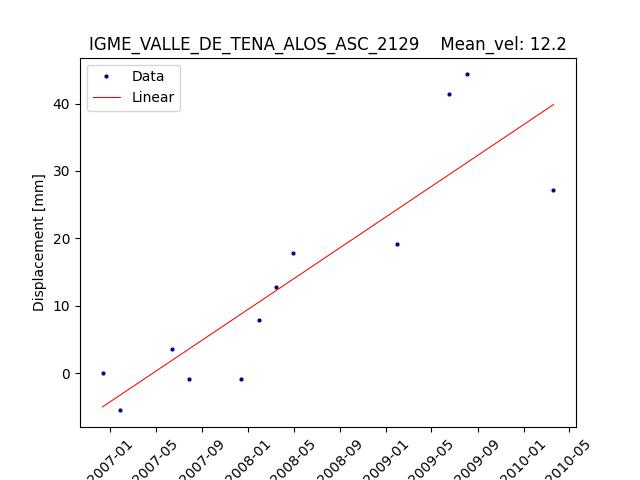 IGME_VALLE_DE_TENA_ALOS_ASC_2129    Mean_vel: 12.2
Data
Linear
40
30
20
10
0
Displacement [mm]
2007-01 2007-05 2007-09 2008-01 2008-05 2008-09 2009-01 2009-05 2009-09 2010-01 2010-05